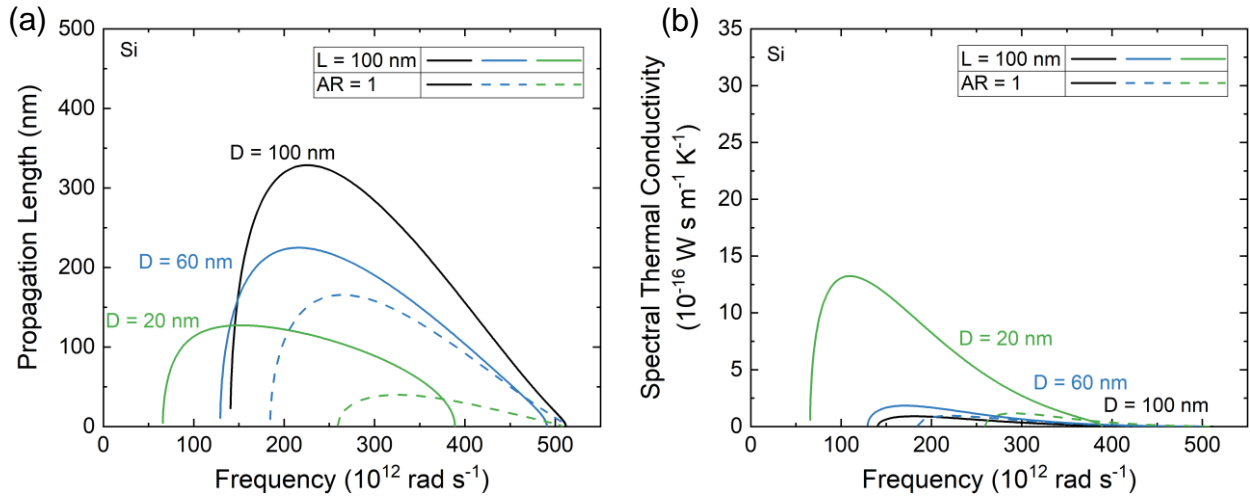 (a)
500
400
300
200
100
0
Propagation Length (nm)
Si
L = 100 nm
AR = 1
D = 100 nm
D = 60 nm
D = 20 nm
0 100 200 300 400 500
Frequency (10¹² rad s⁻¹)
(b)
35
30
25
20
15
10
5
0
Spectral Thermal Conductivity
(10⁻¹⁶ W s m⁻¹ K⁻¹)
Si
L = 100 nm
AR = 1
D = 20 nm
D = 60 nm
D = 100 nm
0 100 200 300 400 500
Frequency (10¹² rad s⁻¹)